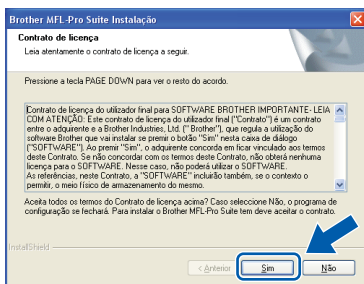 Brother MFL-Pro Suite Instalação
Contrato de licença
Leia atentamente o contrato de licença a seguir.
Pressione a tecla PAGE DOWN para ver o resto do acordo.
Contrato de licença do utilizador final para SOFTWARE BROTHER IMPORTANTE- LEIA
COM ATENÇÃO: Este contrato de licença do utilizador final ("Contrato") é um contrato
entre o adquirente e a Brother Industries, Ltd. (" Brother"), que regula a utilização do
software Brother que vai instalar se premir o botão "Sim" nesta caixa de diálogo
("SOFTWARE"). Ao premir "Sim", o adquirente concorda em ficar vinculado aos termos
deste Contrato. Se não concordar com os termos deste Contrato, não obterá nenhuma
licença para o SOFTWARE. Nesse caso, não poderá utilizar o SOFTWARE.
As referências, neste Contrato, a "SOFTWARE" incluirão também, se o contexto o
permitir, o meio físico de armazenamento do mesmo.
Aceita todos os termos do Contrato de licença acima? Caso seleccione Não, o programa de
configuração se fechará. Para instalar o Brother MFL-Pro Suite tem deve aceitar o contrato.
InstallShield
< Anterior
Sim
Não